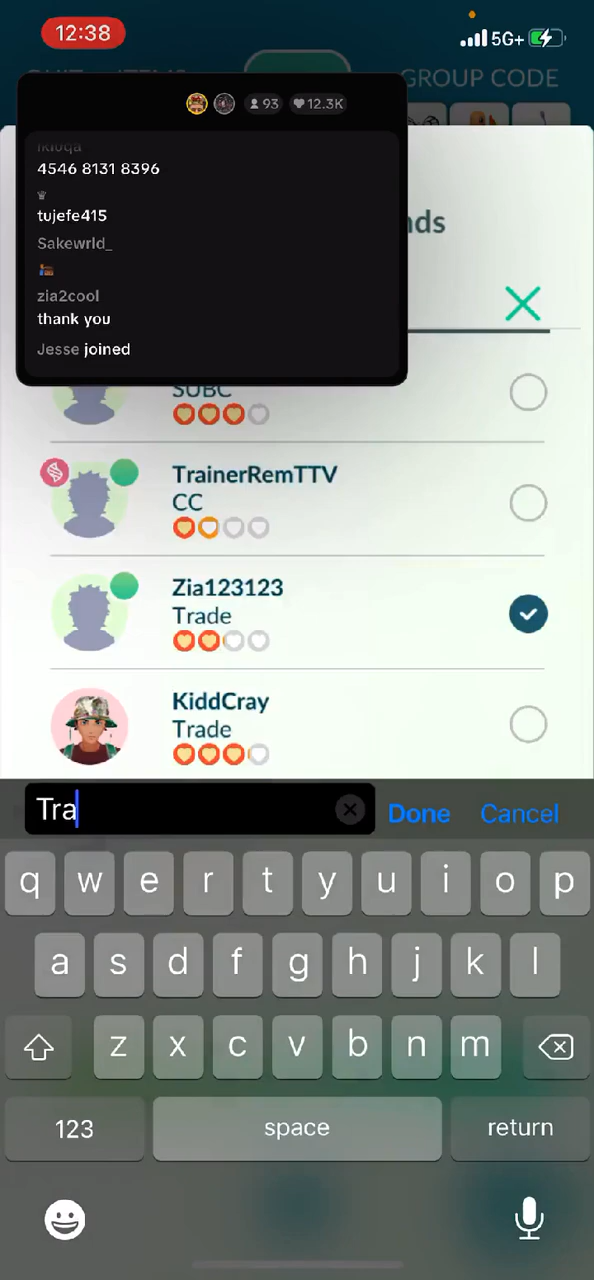 12:38
5G+
GROUP CODE
93
12.3K
4546 8131 8396
tujefe415
Sakewrld_
zia2cool
thank you
Jesse joined
nds
SUBC
TrainerRemTTV
CC
Zia123123
Trade
KiddCray
Trade
Tra
Done
Cancel
q w e r t y u i o p
a s d f g h j k l
z x c v b n m
123
space
return